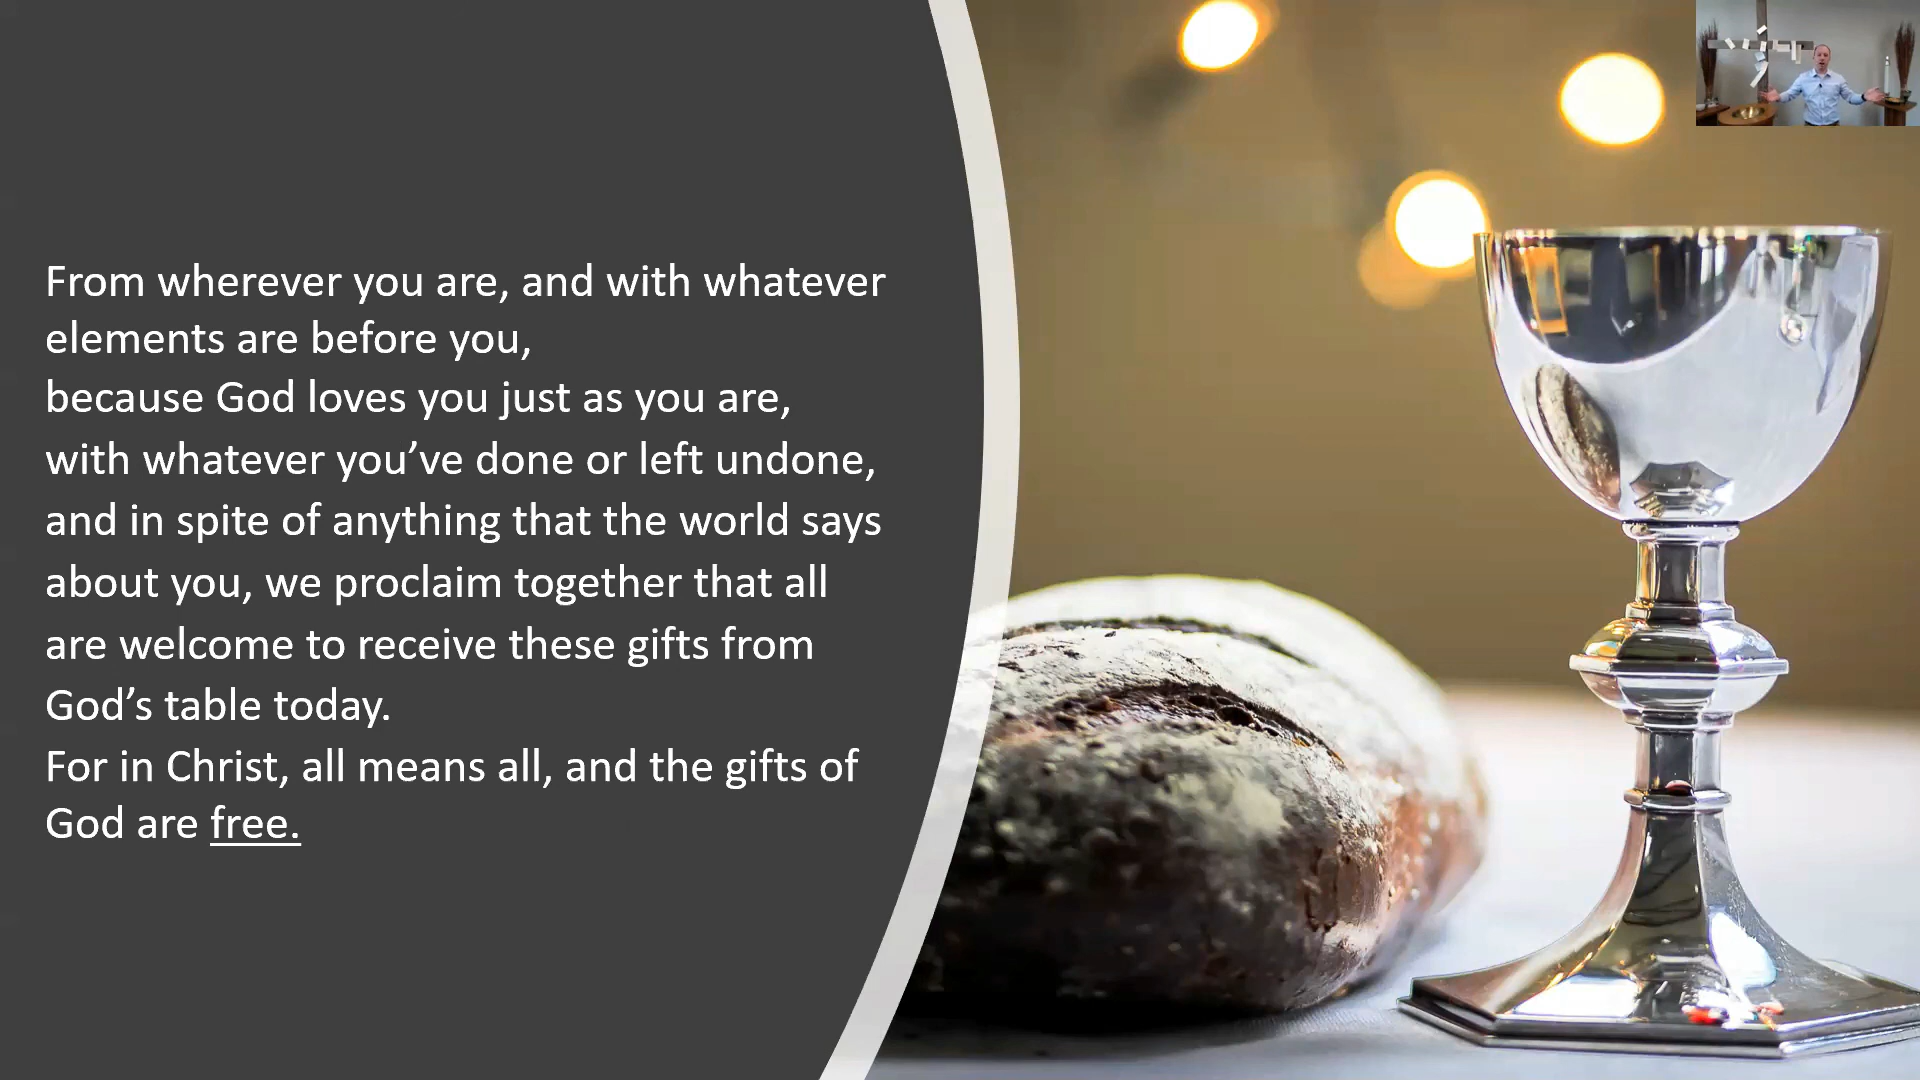 From wherever you are, and with whatever
elements are before you,
because God loves you just as you are,
with whatever you’ve done or left undone,
and in spite of anything that the world says
about you, we proclaim together that all
are welcome to receive these gifts from
God’s table today.
For in Christ, all means all, and the gifts of
God are free.